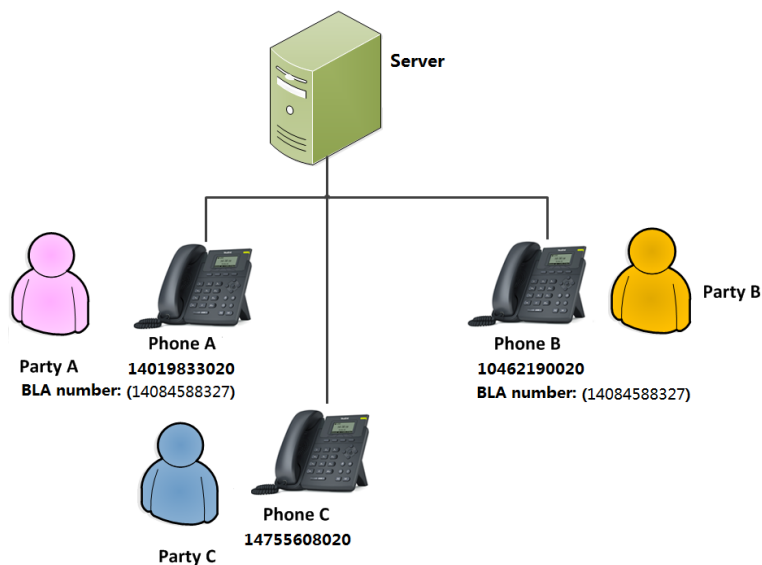 Server
Phone A
Party A
14019833020
BLA number: (14084588327)
Phone B
Party B
10462190020
BLA number: (14084588327)
Phone C
14755608020
Party C